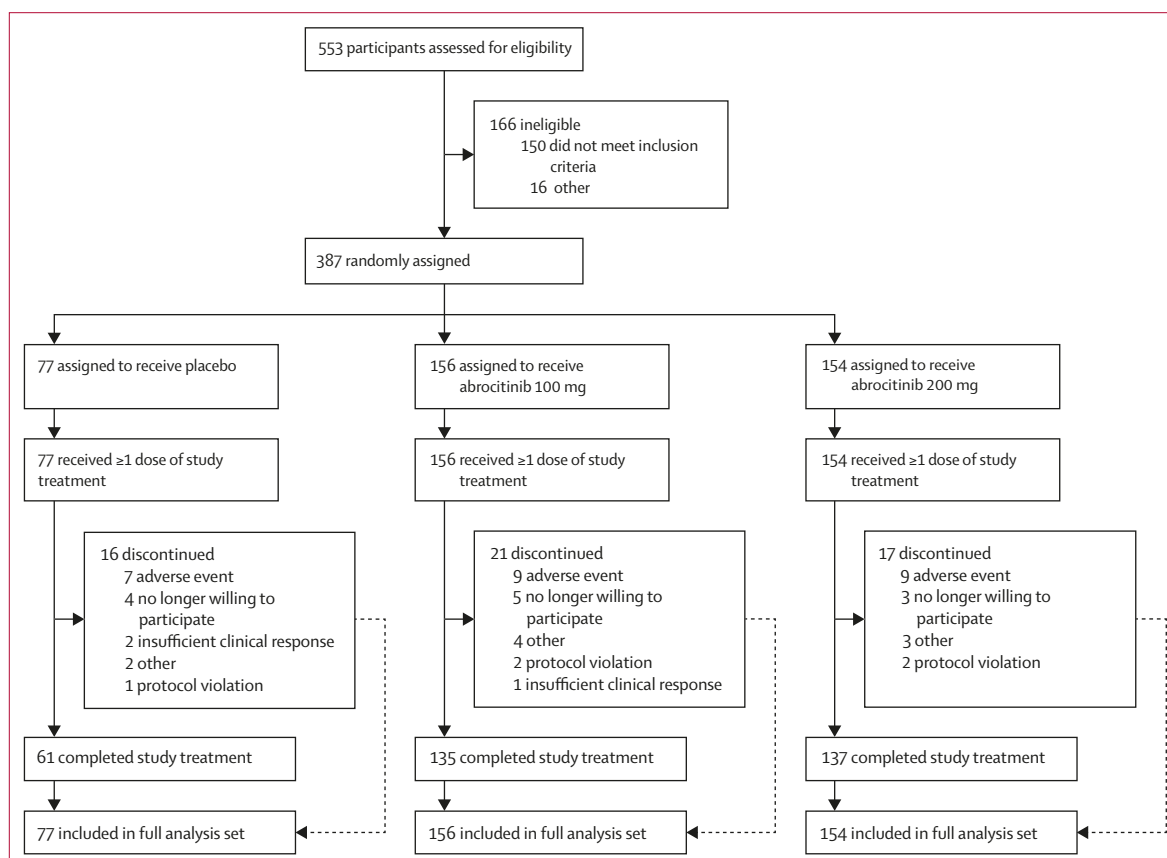 553 participants assessed for eligibility
166 ineligible
150 did not meet inclusion
criteria
16 other
387 randomly assigned
77 assigned to receive placebo
156 assigned to receive
abrocitinib 100 mg
154 assigned to receive
abrocitinib 200 mg
77 received ≥1 dose of study
treatment
156 received ≥1 dose of study
treatment
154 received ≥1 dose of study
treatment
16 discontinued
7 adverse event
4 no longer willing to
participate
2 insufficient clinical response
2 other
1 protocol violation
21 discontinued
9 adverse event
5 no longer willing to
participate
4 other
2 protocol violation
1 insufficient clinical response
17 discontinued
9 adverse event
3 no longer willing to
participate
3 other
2 protocol violation
61 completed study treatment
135 completed study treatment
137 completed study treatment
77 included in full analysis set
156 included in full analysis set
154 included in full analysis set